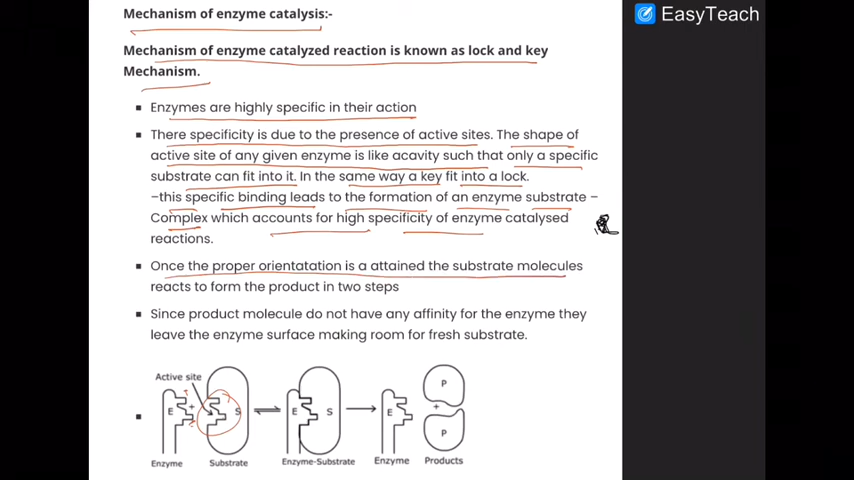 Mechanism of enzyme catalysis:-
EasyTeach
Mechanism of enzyme catalyzed reaction is known as lock and key
Mechanism.
▪ Enzymes are highly specific in their action
▪ There specificity is due to the presence of active sites. The shape of
active site of any given enzyme is like acavity such that only a specific
substrate can fit into it. In the same way a key fit into a lock.
–this specific binding leads to the formation of an enzyme substrate –
Complex which accounts for high specificity of enzyme catalysed
reactions.
▪ Once the proper orientatation is a attained the substrate molecules
reacts to form the product in two steps
▪ Since product molecule do not have any affinity for the enzyme they
leave the enzyme surface making room for fresh substrate.
Active site
P
E + S E S E +
P
Enzyme Substrate Enzyme-Substrate Enzyme Products